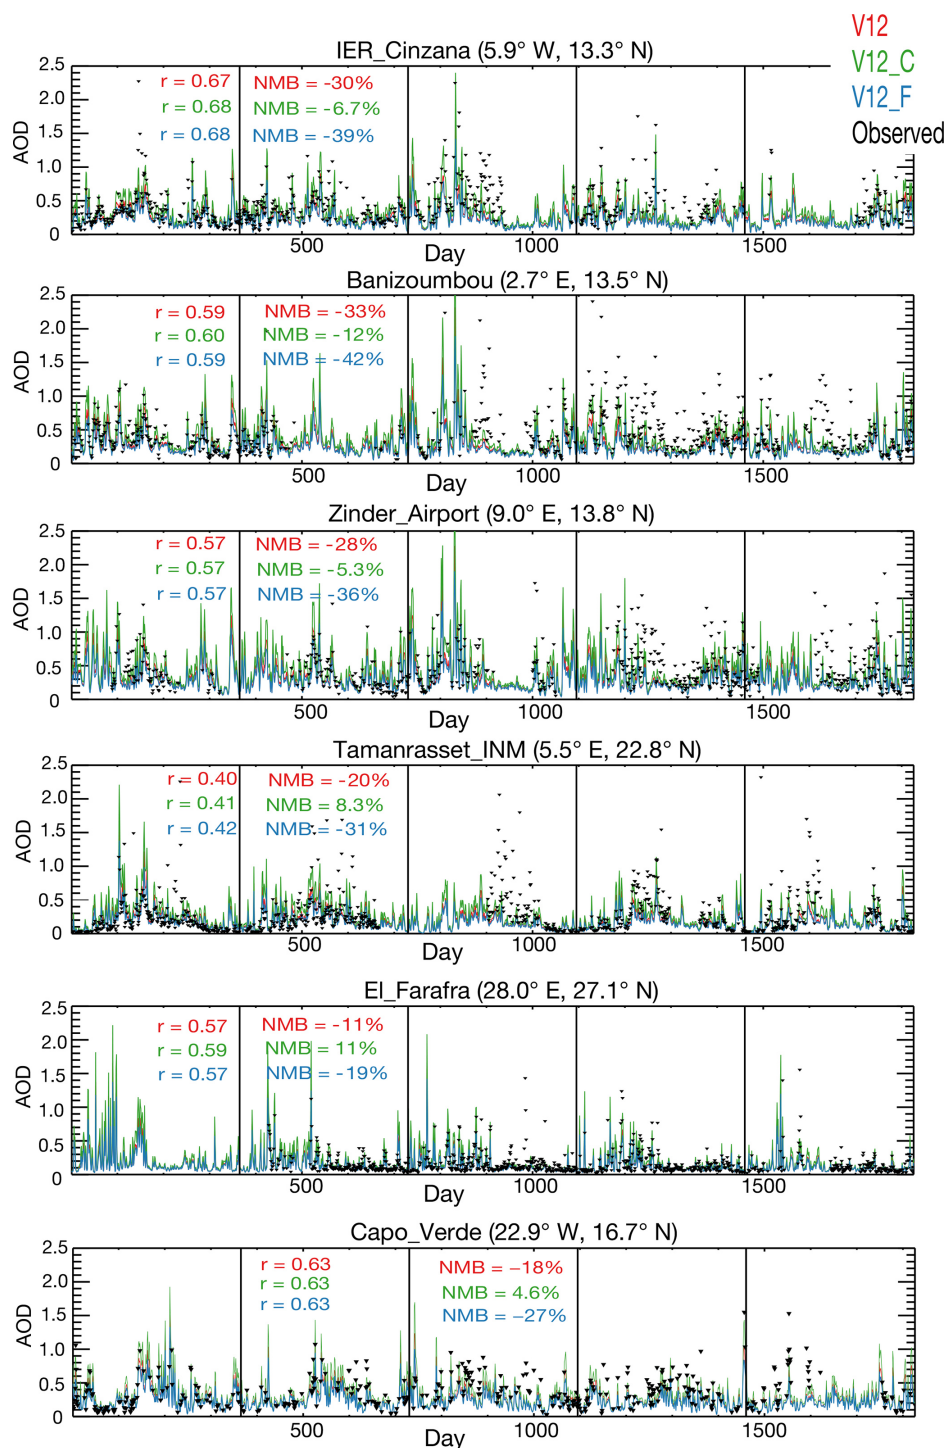 V12
V12_C
V12_F
Observed
IER_Cinzana (5.9° W, 13.3° N)
2.5
2.0
1.5
1.0
0.5
0
AOD
r = 0.67 NMB = -30%
r = 0.68 NMB = -6.7%
r = 0.68 NMB = -39%
500 1000 1500
Day
Banizoumbou (2.7° E, 13.5° N)
2.5
2.0
1.5
1.0
0.5
0
AOD
r = 0.59 NMB = -33%
r = 0.60 NMB = -12%
r = 0.59 NMB = -42%
500 1000 1500
Day
Zinder_Airport (9.0° E, 13.8° N)
2.5
2.0
1.5
1.0
0.5
0
AOD
r = 0.57 NMB = -28%
r = 0.57 NMB = -5.3%
r = 0.57 NMB = -36%
500 1000 1500
Day
Tamanrasset_INM (5.5° E, 22.8° N)
2.5
2.0
1.5
1.0
0.5
0
AOD
r = 0.40 NMB = -20%
r = 0.41 NMB = 8.3%
r = 0.42 NMB = -31%
500 1000 1500
Day
El_Farafra (28.0° E, 27.1° N)
2.5
2.0
1.5
1.0
0.5
0
AOD
r = 0.57 NMB = -11%
r = 0.59 NMB = 11%
r = 0.57 NMB = -19%
500 1000 1500
Day
Capo_Verde (22.9° W, 16.7° N)
2.5
2.0
1.5
1.0
0.5
0
AOD
r = 0.63 NMB = −18%
r = 0.63 NMB = 4.6%
r = 0.63 NMB = −27%
500 1000 1500
Day